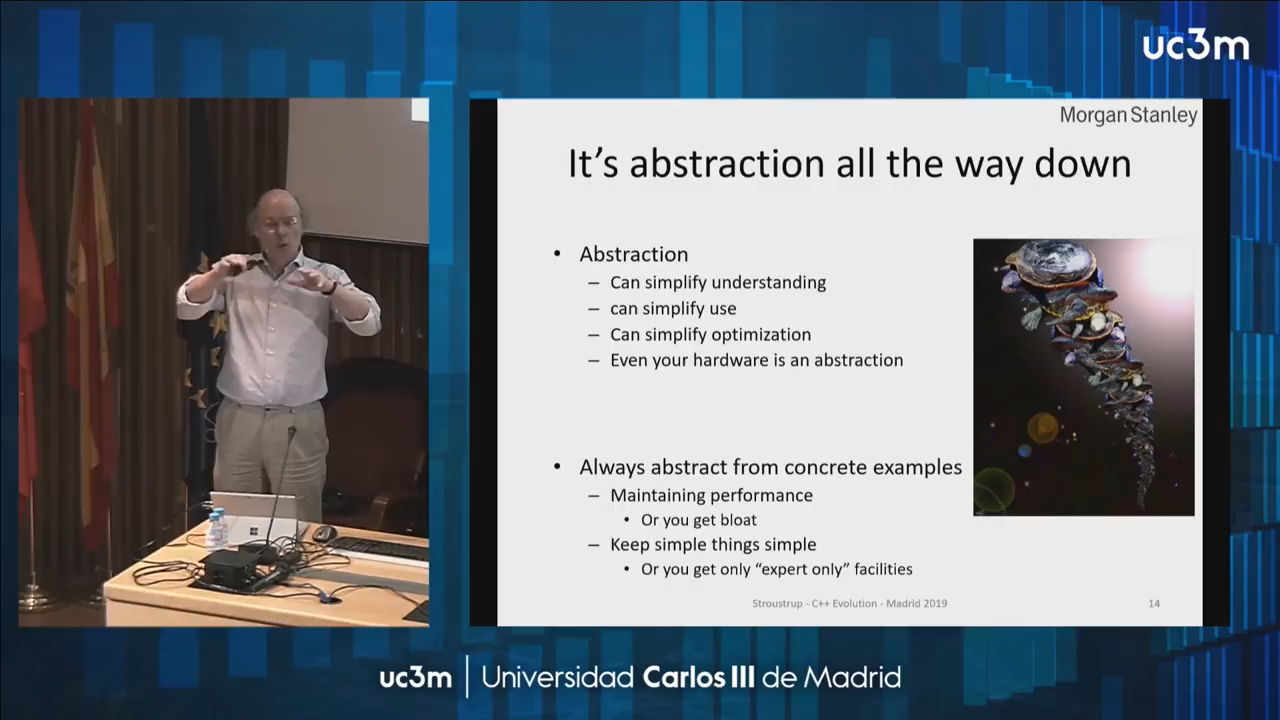 uc3m
Morgan Stanley
It's abstraction all the way down
• Abstraction
– Can simplify understanding
– can simplify use
– Can simplify optimization
– Even your hardware is an abstraction
• Always abstract from concrete examples
– Maintaining performance
• Or you get bloat
– Keep simple things simple
• Or you get only “expert only” facilities
Stroustrup - C++ Evolution - Madrid 2019
14
uc3m | Universidad Carlos III de Madrid